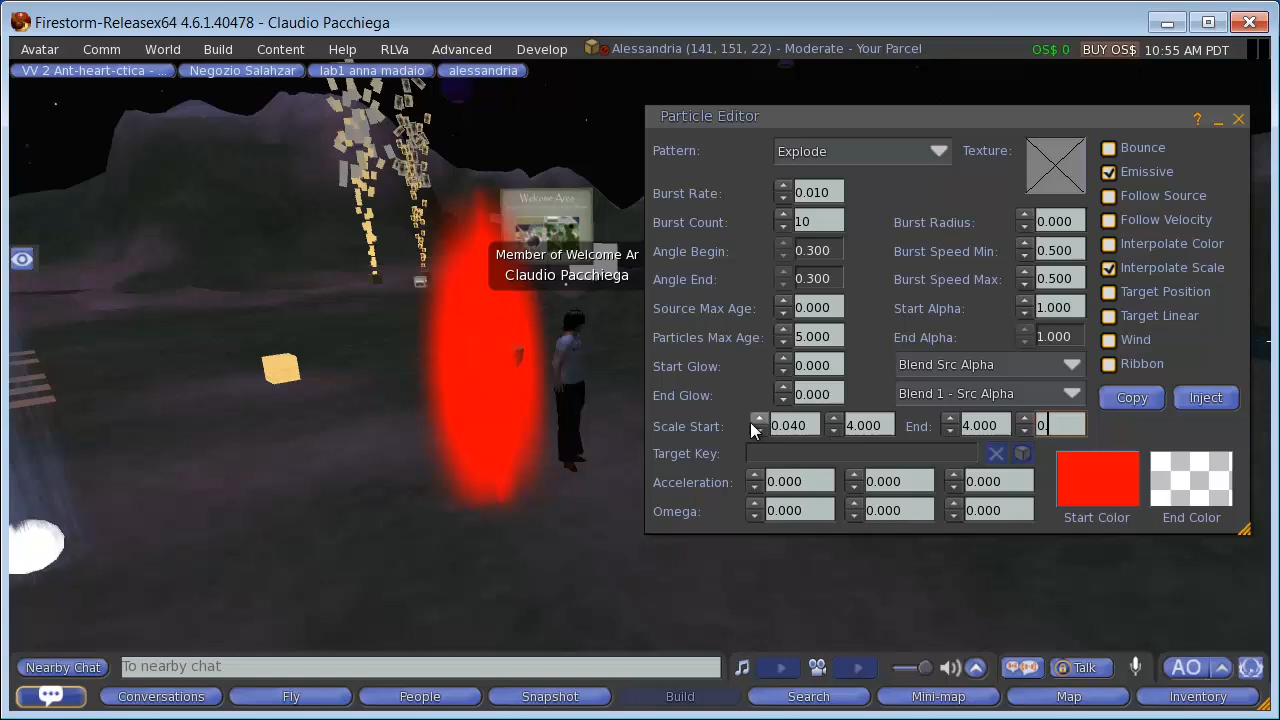 Firestorm-Releasex64 4.6.1.40478 - Claudio Pacchiega
Avatar Comm World Build Content Help RLVa Advanced Develop Alessandria (141, 151, 22) - Moderate - Your Parcel OS$ 0 BUY OS$ 10:55 AM PDT
VV 2 Ant-heart-ctica - ... Negozio Salahzar lab1 anna madaio alessandria
Particle Editor ?
Pattern: Explode Texture: Bounce
Emissive
Burst Rate: 0.010 Follow Source
Burst Count: 10 Burst Radius: 0.000 Follow Velocity
Angle Begin: 0.300 Burst Speed Min: 0.500 Interpolate Color
Angle End: 0.300 Burst Speed Max: 0.500 Interpolate Scale
Target Position
Source Max Age: 0.000 Start Alpha: 1.000 Target Linear
Particles Max Age: 5.000 End Alpha: 1.000 Wind
Start Glow: 0.000 Blend Src Alpha Ribbon
End Glow: 0.000 Blend 1 - Src Alpha Copy Inject
Scale Start: 0.040 4.000 End: 4.000 0.
Target Key:
Acceleration: 0.000 0.000 0.000
Omega: 0.000 0.000 0.000
Start Color End Color
Welcome Area
Member of Welcome Ar
Claudio Pacchiega
Nearby Chat To nearby chat Talk AO
Conversations Fly People Snapshot Build Search Mini-map Map Inventory